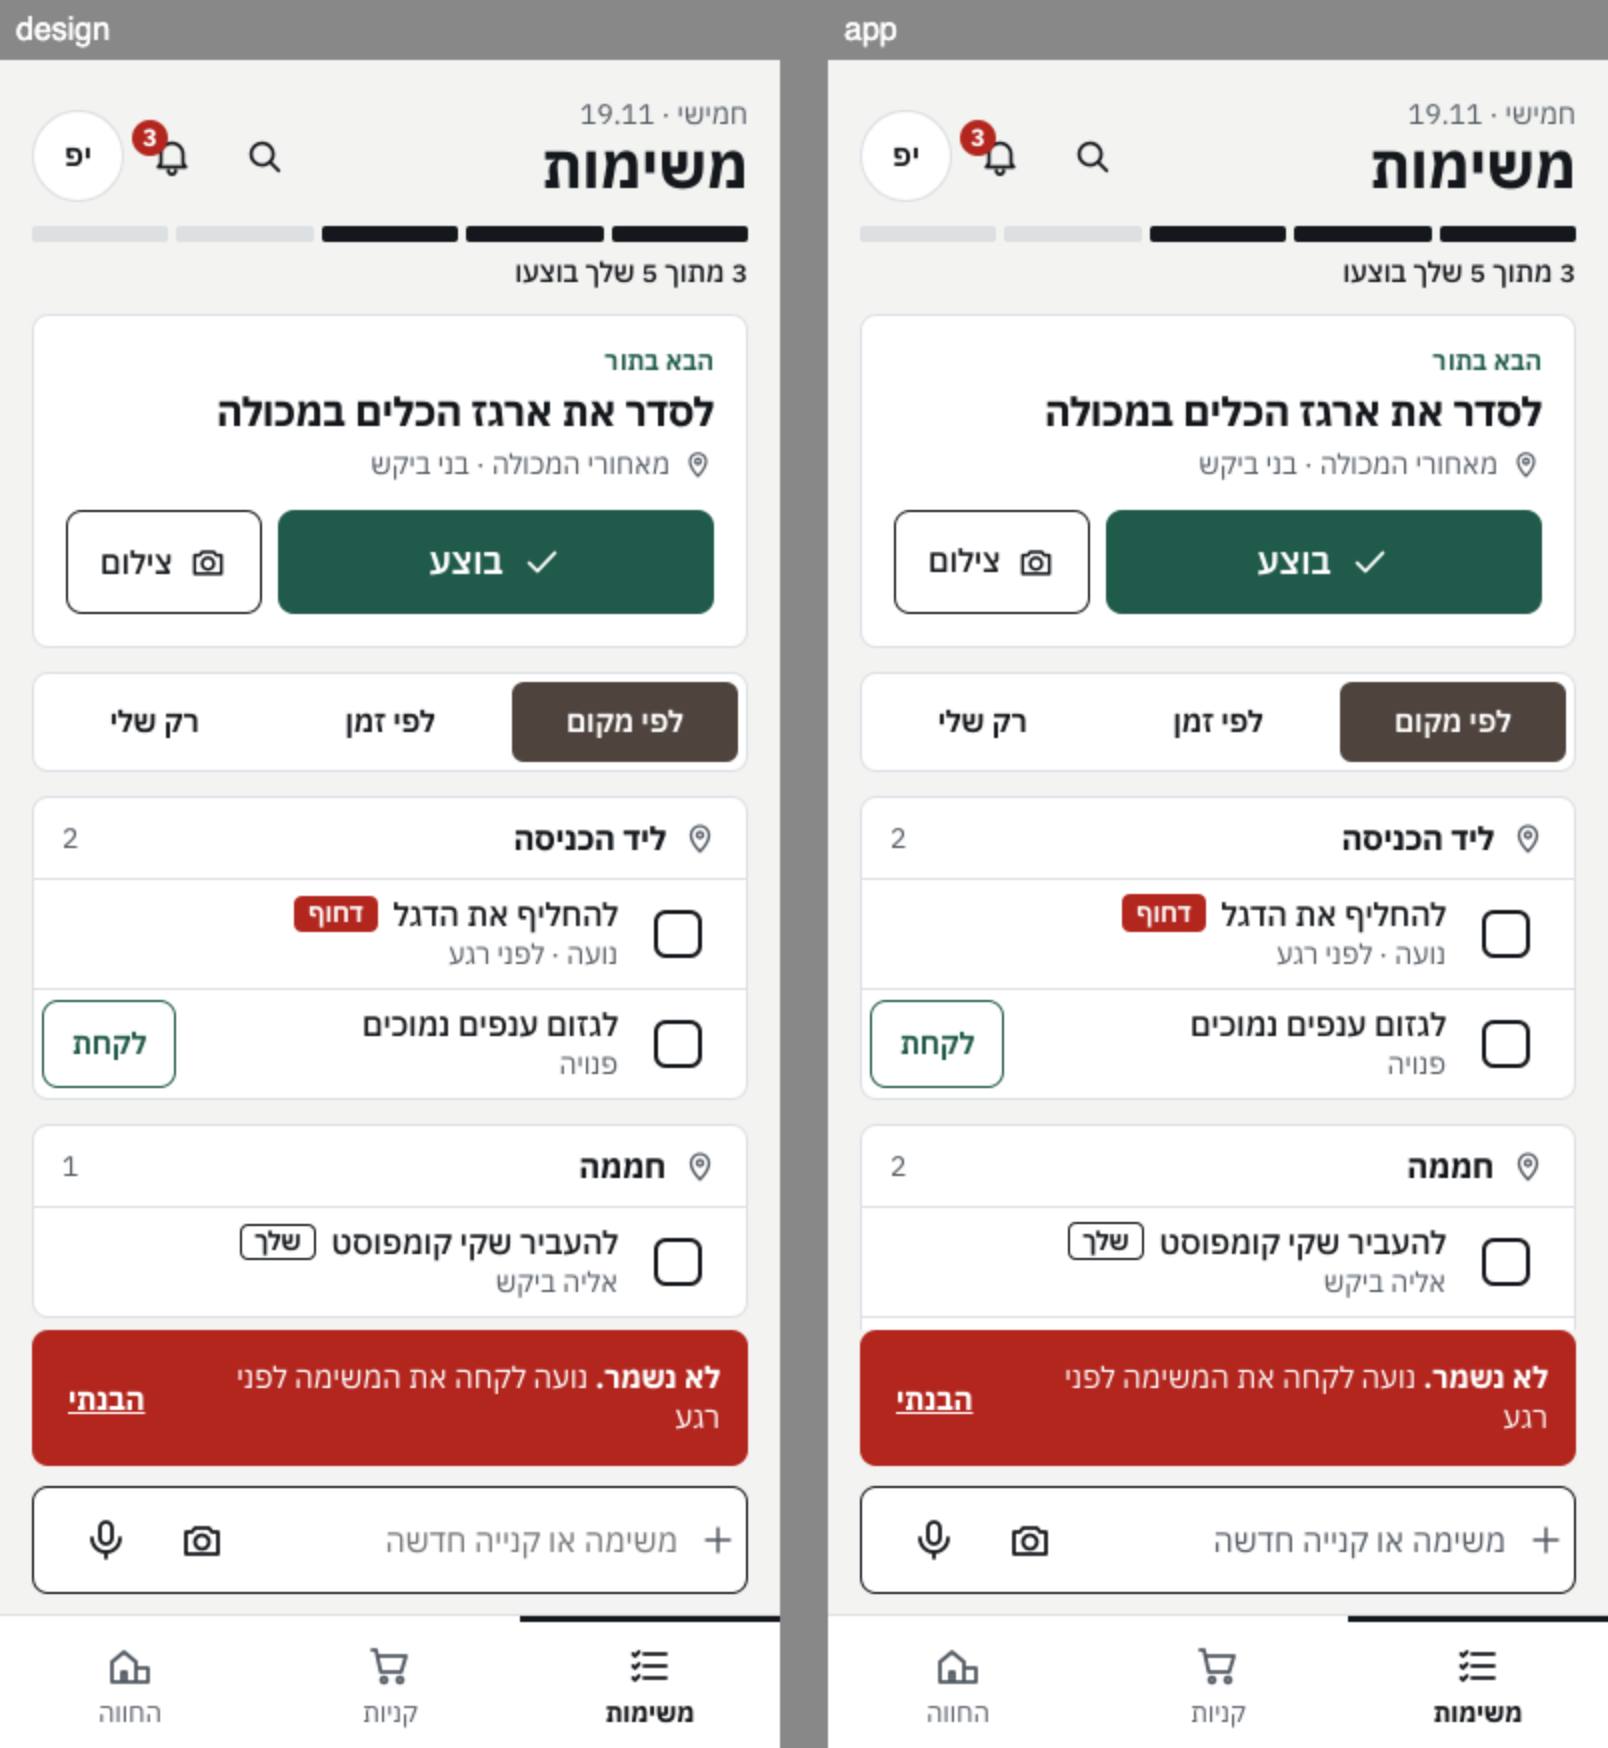 design
חמישי · 19.11
משימות
3
יפ
3 מתוך 5 שלך בוצעו
הבא בתור
לסדר את ארגז הכלים במכולה
מאחורי המכולה · בני ביקש
בוצע
צילום
לפי מקום
לפי זמן
רק שלי
ליד הכניסה
2
להחליף את הדגל דחוף
נועה · לפני רגע
לגזום ענפים נמוכים
פנויה
לקחת
חממה
1
להעביר שקי קומפוסט שלך
אליה ביקש
לא נשמר. נועה לקחה את המשימה לפני
רגע
הבנתי
משימה או קנייה חדשה
משימות
קניות
החווה
app
חמישי · 19.11
משימות
3
יפ
3 מתוך 5 שלך בוצעו
הבא בתור
לסדר את ארגז הכלים במכולה
מאחורי המכולה · בני ביקש
בוצע
צילום
לפי מקום
לפי זמן
רק שלי
ליד הכניסה
2
להחליף את הדגל דחוף
נועה · לפני רגע
לגזום ענפים נמוכים
פנויה
לקחת
חממה
2
להעביר שקי קומפוסט שלך
אליה ביקש
לא נשמר. נועה לקחה את המשימה לפני
רגע
הבנתי
משימה או קנייה חדשה
משימות
קניות
החווה